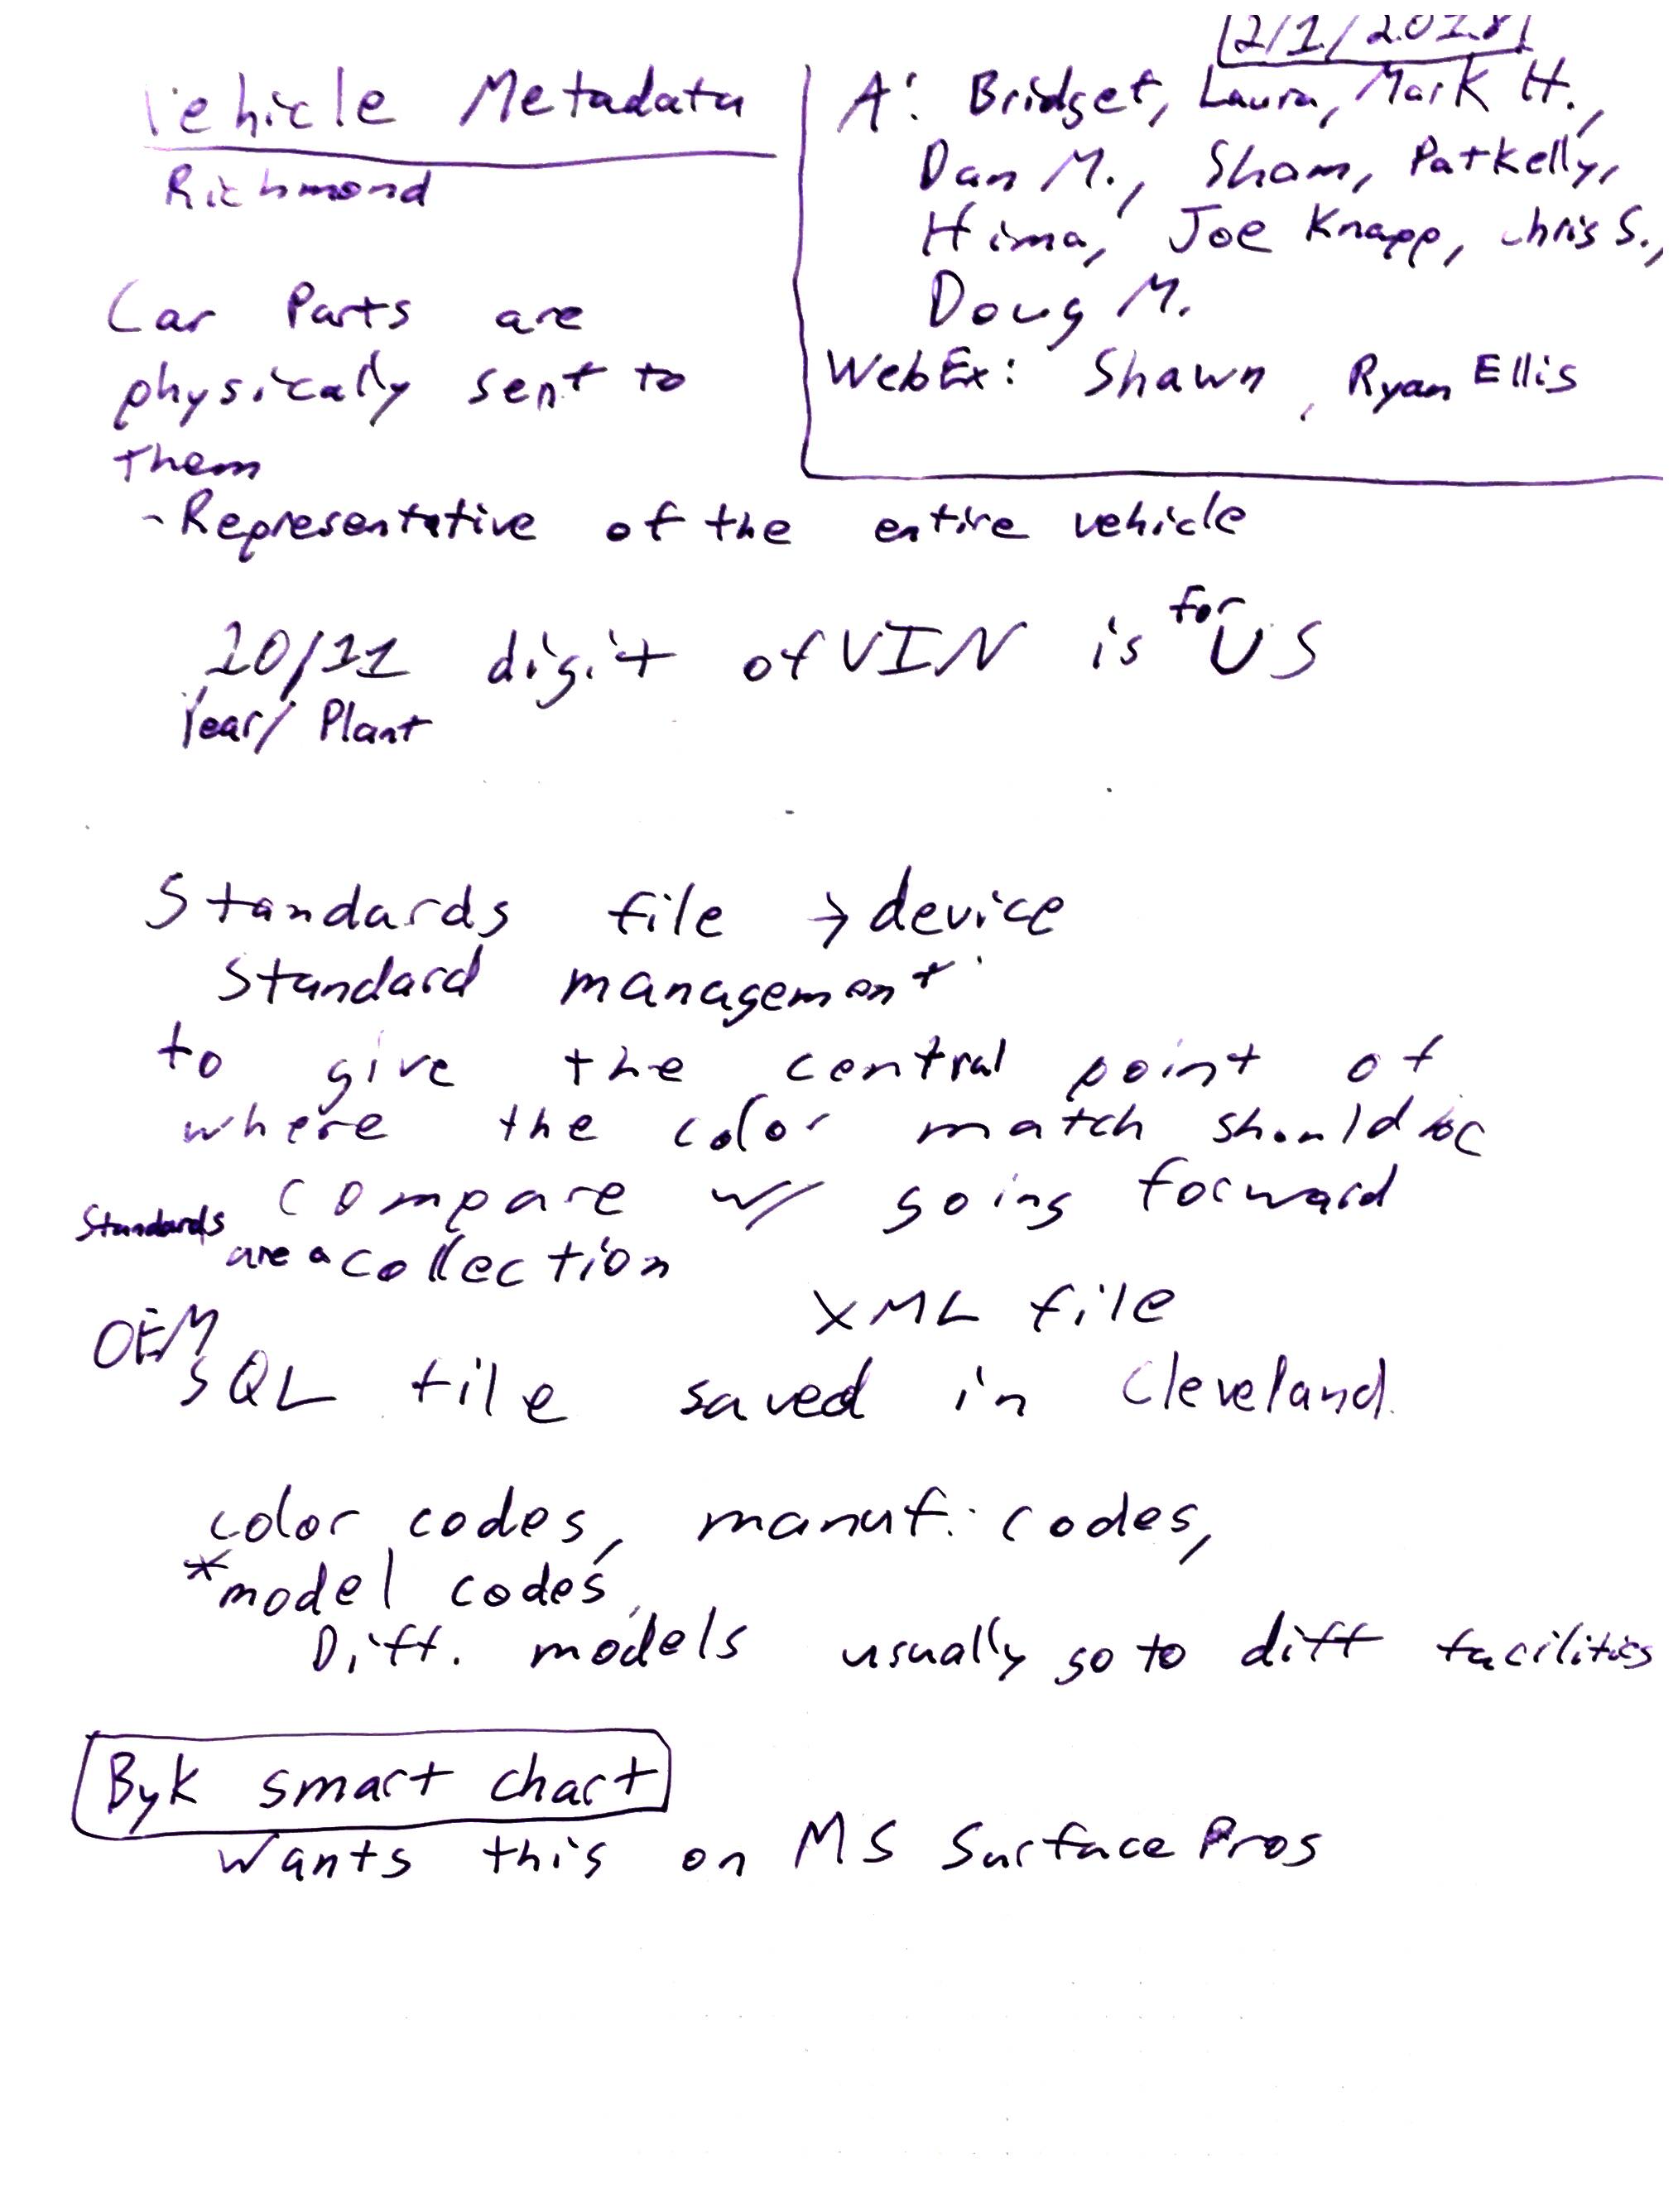 2/1/2018
Vehicle Metadata
Richmond
A: Bridget, Laura, Mark H.,
Dan M., Sham, Pat Kelly,
Hima, Joe Knapp, Chris S.,
Doug M.
WebEx: Shawn, Ryan Ellis
Car Parts are
physically sent to
them
- Representative of the entire vehicle
10/11 digit of VIN is for US
Year/ Plant
Standards file → device
Standard management
to give the central point of
where the color match should be
compare w/ going forward
Standards are a collection
XML file
OEM
SQL file saved in Cleveland.
color codes, manuf. codes,
*model codes,
Diff. models usually go to diff facilities
Byk smart chart
Wants this on MS Surface Pros